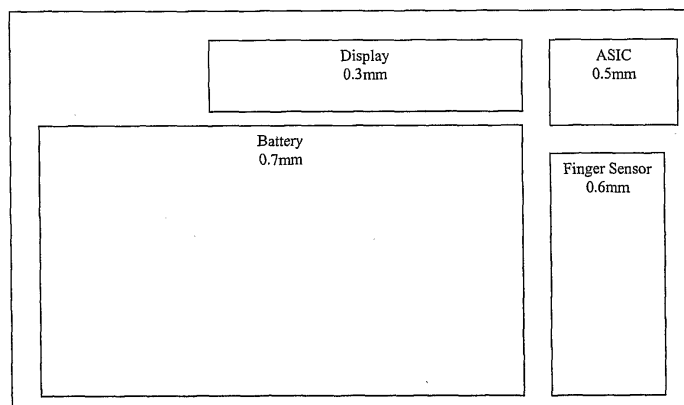 Display
0.3mm
ASIC
0.5mm
Battery
0.7mm
Finger Sensor
0.6mm